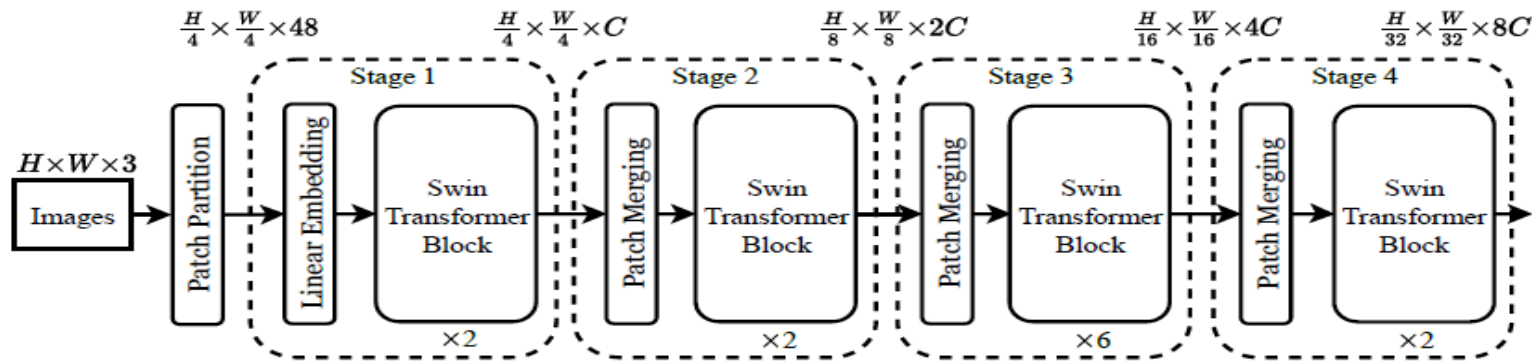 H/4 × W/4 × 48
H/4 × W/4 × C
H/8 × W/8 × 2C
H/16 × W/16 × 4C
H/32 × W/32 × 8C
Stage 1
Stage 2
Stage 3
Stage 4
H×W×3
Images
Patch Partition
Linear Embedding
Swin
Transformer
Block
×2
Patch Merging
Swin
Transformer
Block
×2
Patch Merging
Swin
Transformer
Block
×6
Patch Merging
Swin
Transformer
Block
×2